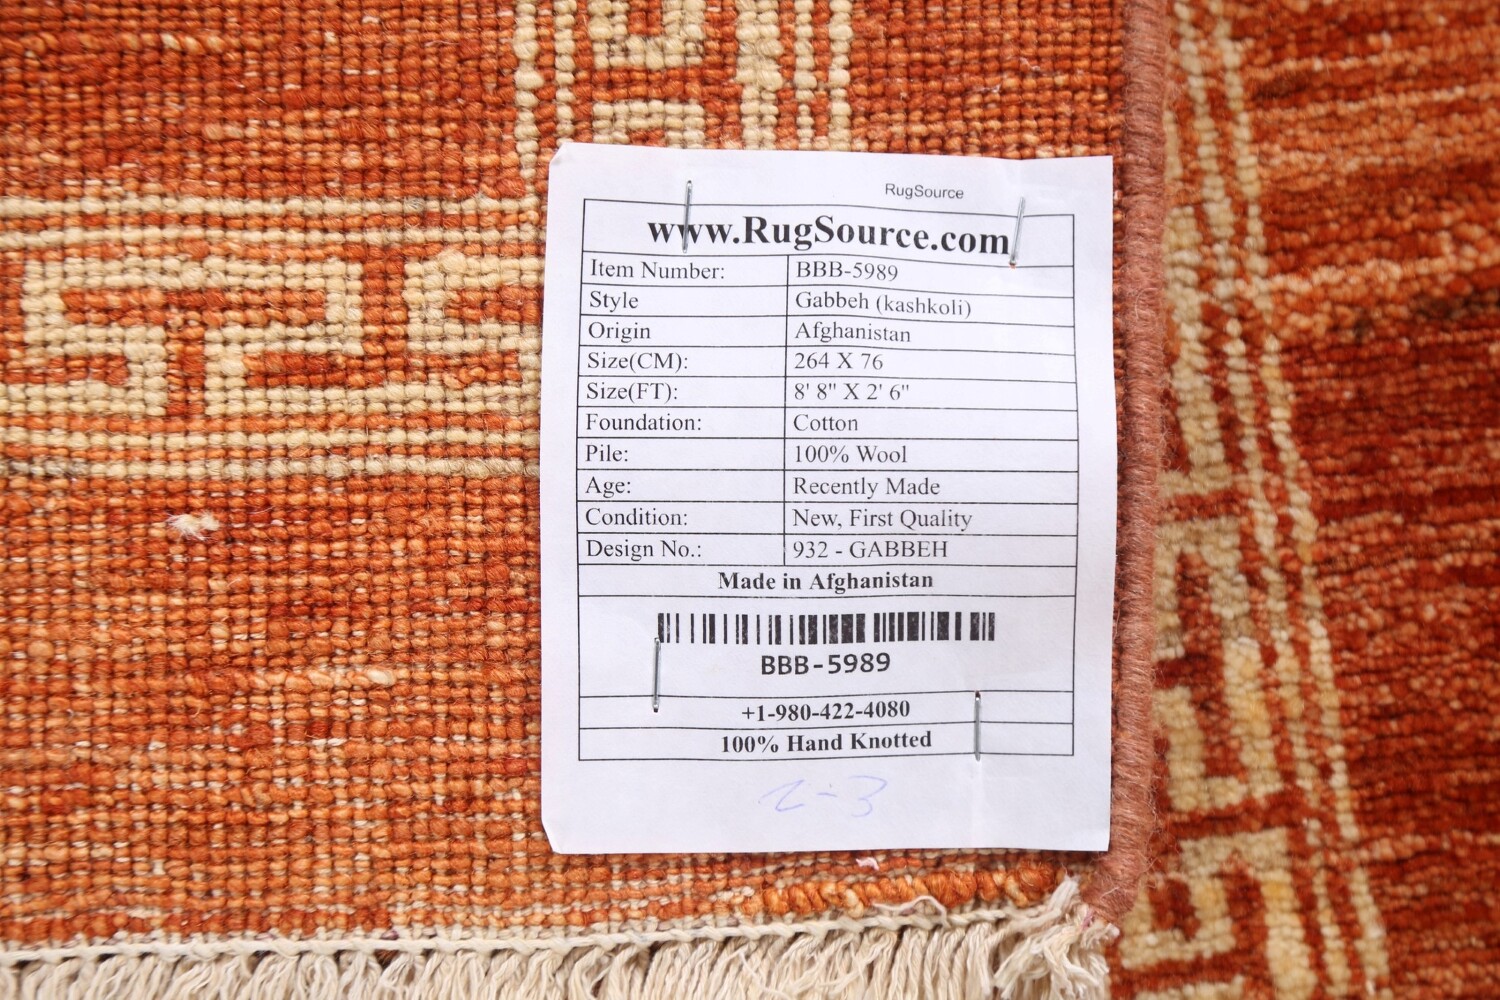 RugSource
www.RugSource.com
Item Number: BBB-5989
Style Gabbeh (kashkoli)
Origin Afghanistan
Size(CM): 264 X 76
Size(FT): 8' 8" X 2' 6"
Foundation: Cotton
Pile: 100% Wool
Age: Recently Made
Condition: New, First Quality
Design No.: 932 - GABBEH
Made in Afghanistan
BBB-5989
+1-980-422-4080
100% Hand Knotted
2-3